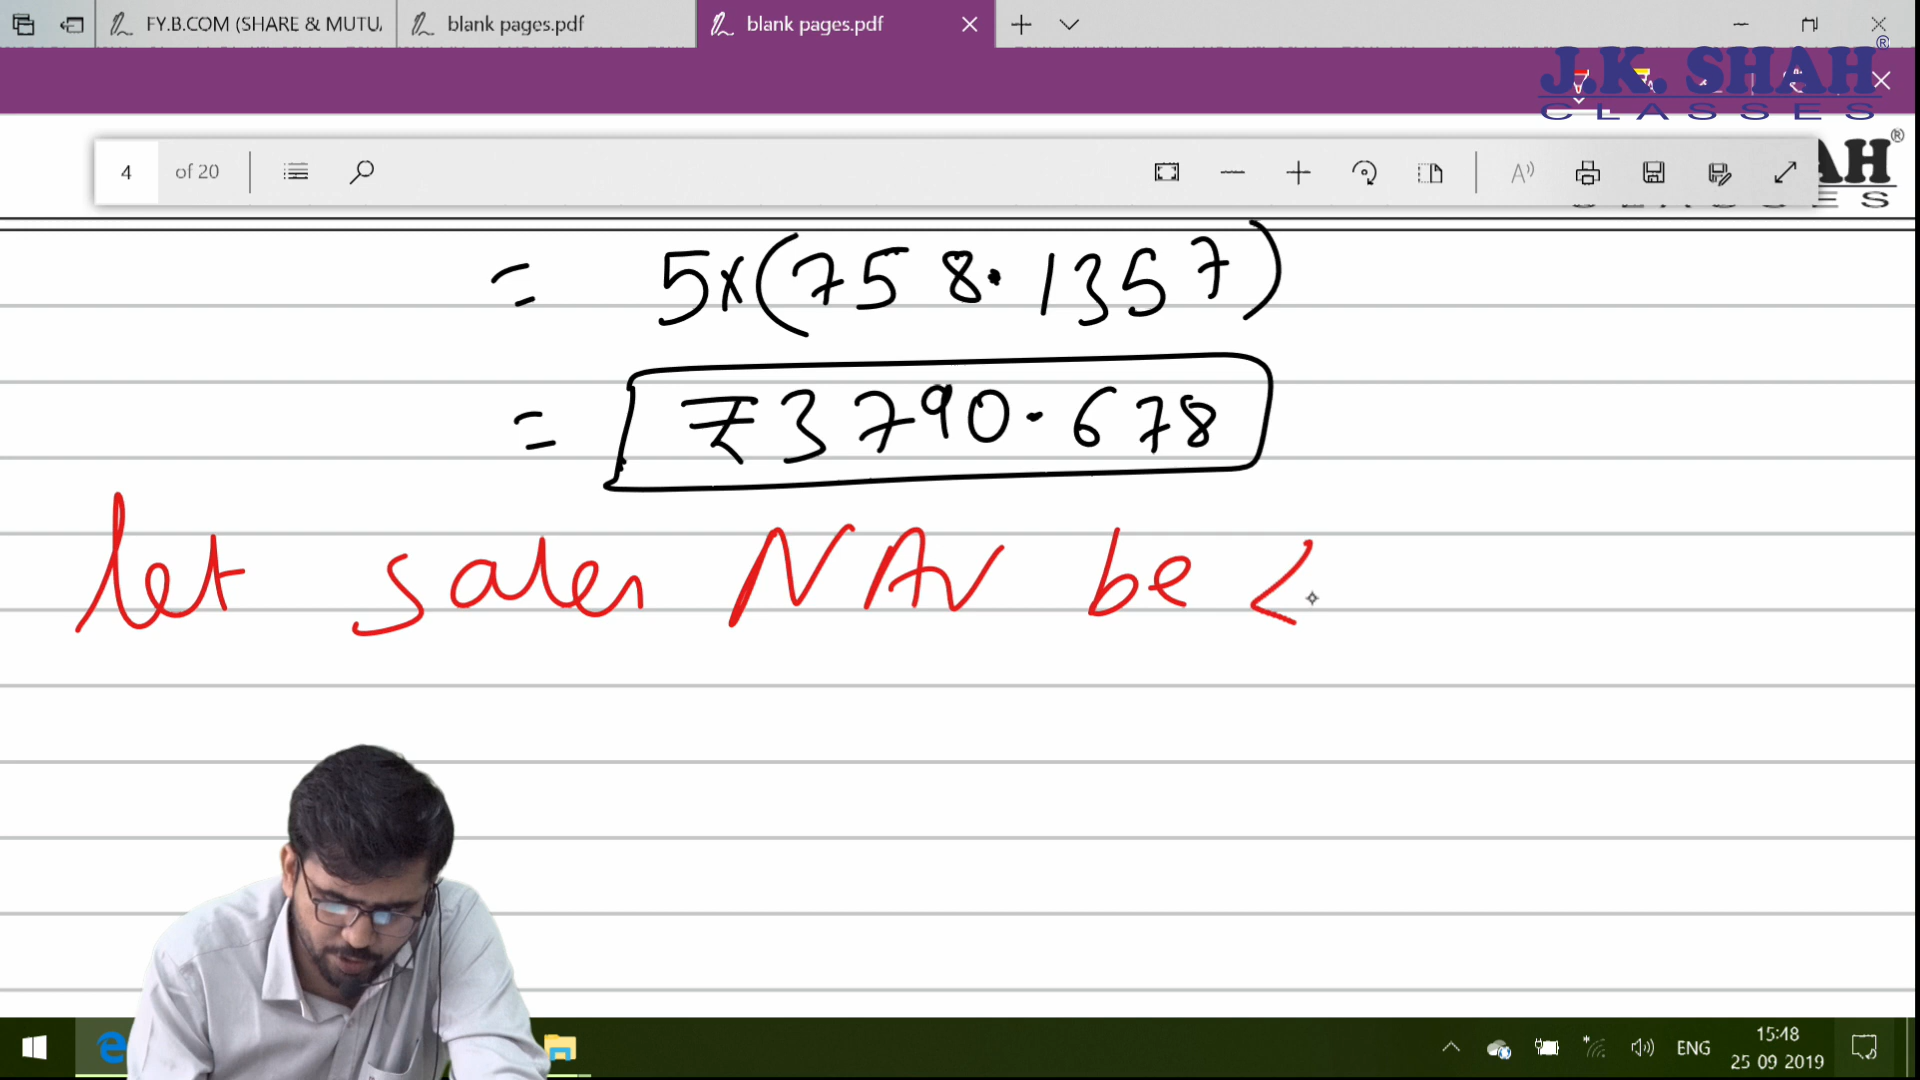 FY.B.COM (SHARE & MUTU
blank pages.pdf
blank pages.pdf
J.K. SHAH®
CLASSES
4 of 20
AH®
= 5x(758.1357)
= ₹3790.678
let sales NAV be
15:48
ENG
25 09 2019